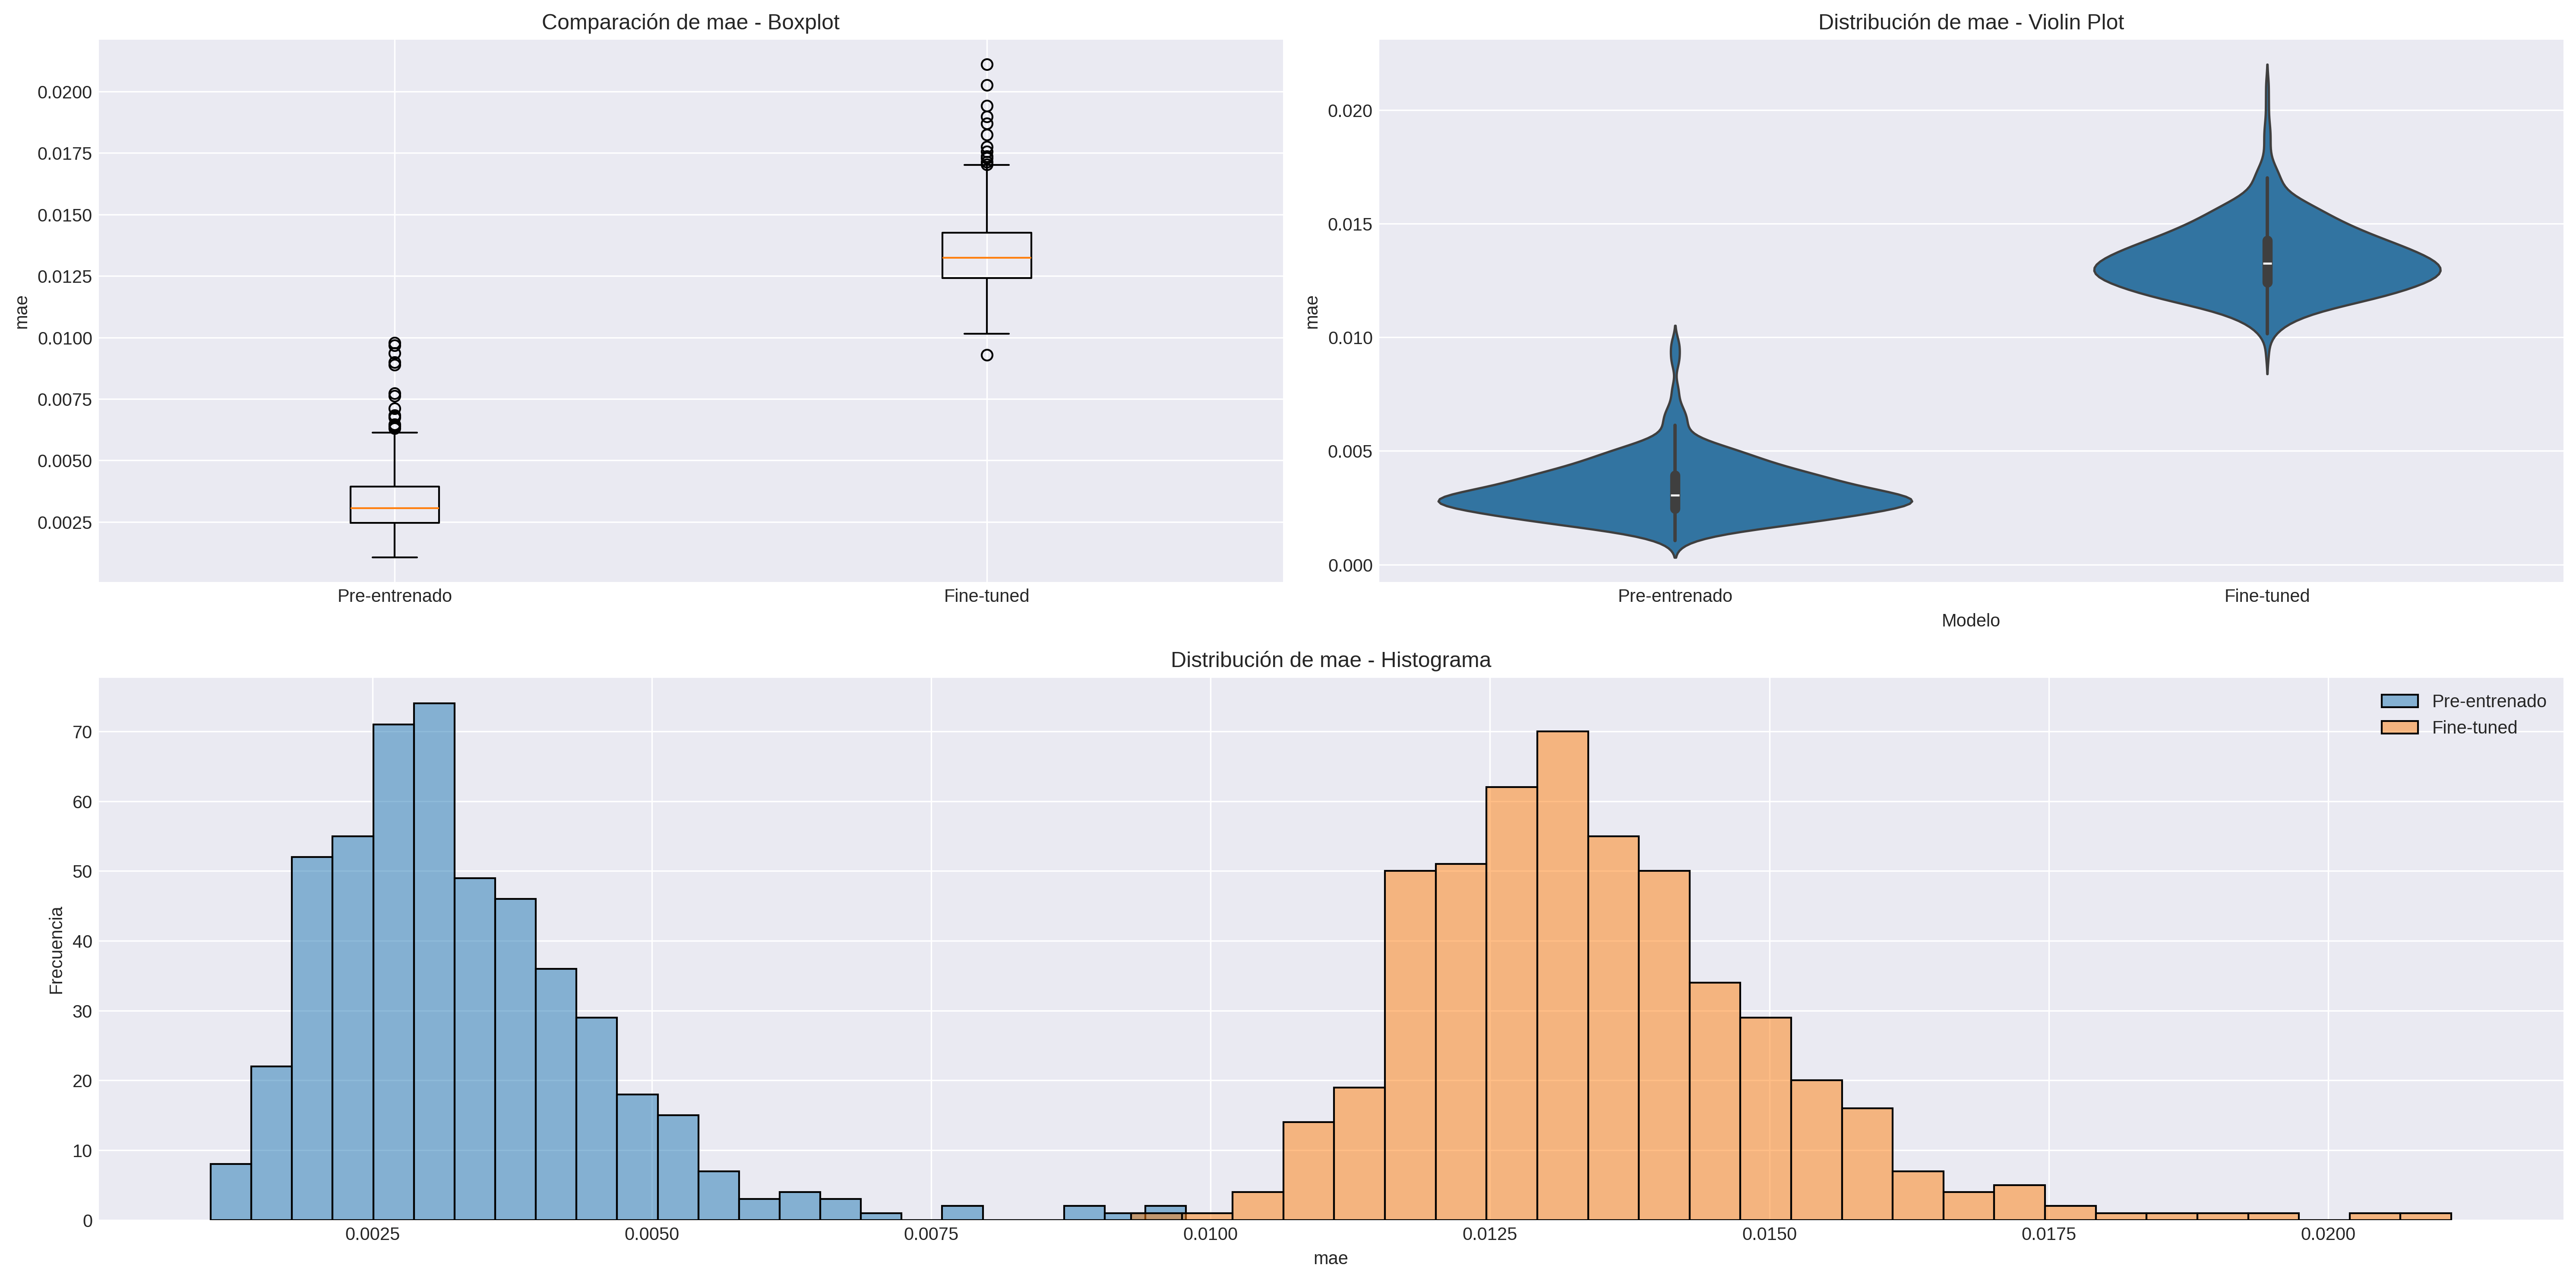 Comparación de mae - Boxplot
mae
0.0200
0.0175
0.0150
0.0125
0.0100
0.0075
0.0050
0.0025
Pre-entrenado
Fine-tuned
Distribución de mae - Violin Plot
mae
0.020
0.015
0.010
0.005
0.000
Pre-entrenado
Fine-tuned
Modelo
Distribución de mae - Histograma
Frecuencia
70
60
50
40
30
20
10
0
0.0025
0.0050
0.0075
0.0100
0.0125
0.0150
0.0175
0.0200
mae
Pre-entrenado
Fine-tuned